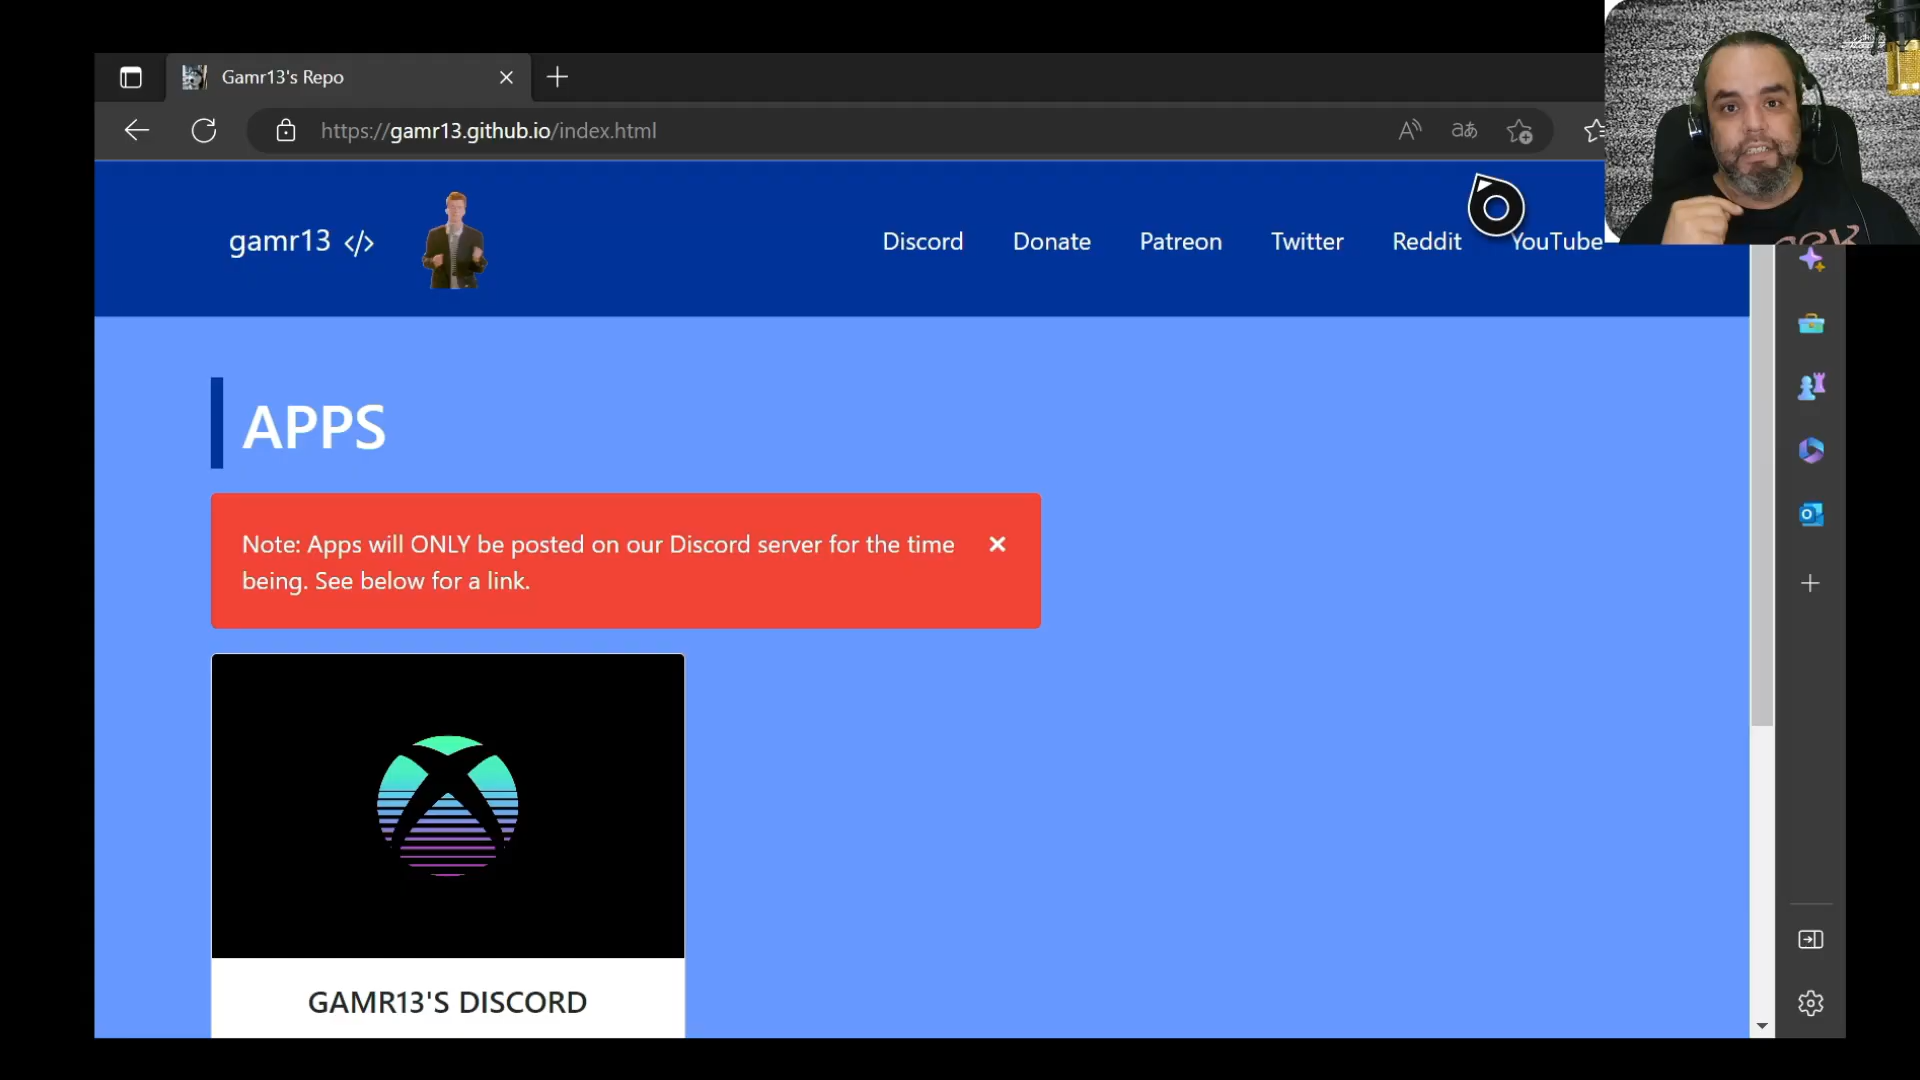 Gamr13's Repo
https://gamr13.github.io/index.html
gamr13 </>
Discord
Donate
Patreon
Twitter
Reddit
YouTube
APPS
Note: Apps will ONLY be posted on our Discord server for the time
being. See below for a link.
GAMR13'S DISCORD